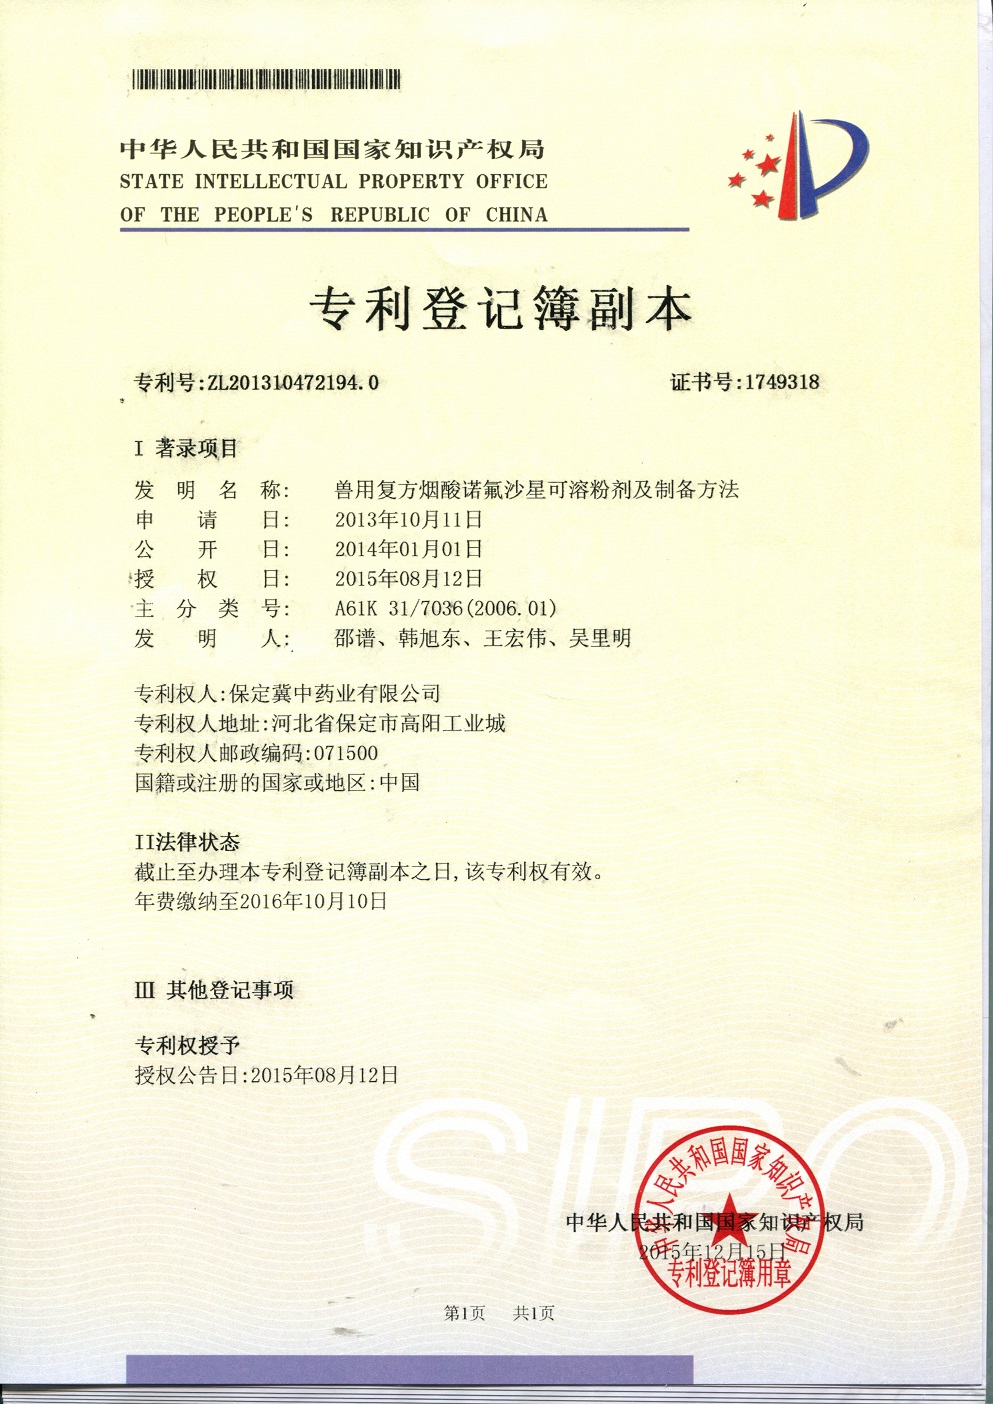 中华人民共和国国家知识产权局
STATE INTELLECTUAL PROPERTY OFFICE
OF THE PEOPLE'S REPUBLIC OF CHINA
专利登记簿副本
专利号:ZL201310472194.0 证书号:1749318
I 著录项目
发明名称: 兽用复方烟酸诺氟沙星可溶粉剂及制备方法
申请日: 2013年10月11日
公开日: 2014年01月01日
授权日: 2015年08月12日
主分类号: A61K 31/7036(2006.01)
发明人: 邵谱、韩旭东、王宏伟、吴里明
专利权人:保定冀中药业有限公司
专利权人地址:河北省保定市高阳工业城
专利权人邮政编码:071500
国籍或注册的国家或地区:中国
II法律状态
截止至办理本专利登记簿副本之日,该专利权有效。
年费缴纳至2016年10月10日
III 其他登记事项
专利权授予
授权公告日:2015年08月12日
SIPO
中华人民共和国国家知识产权局
中华人民共和国国家知识产权局
2015年12月15日
专利登记簿用章
第1页 共1页